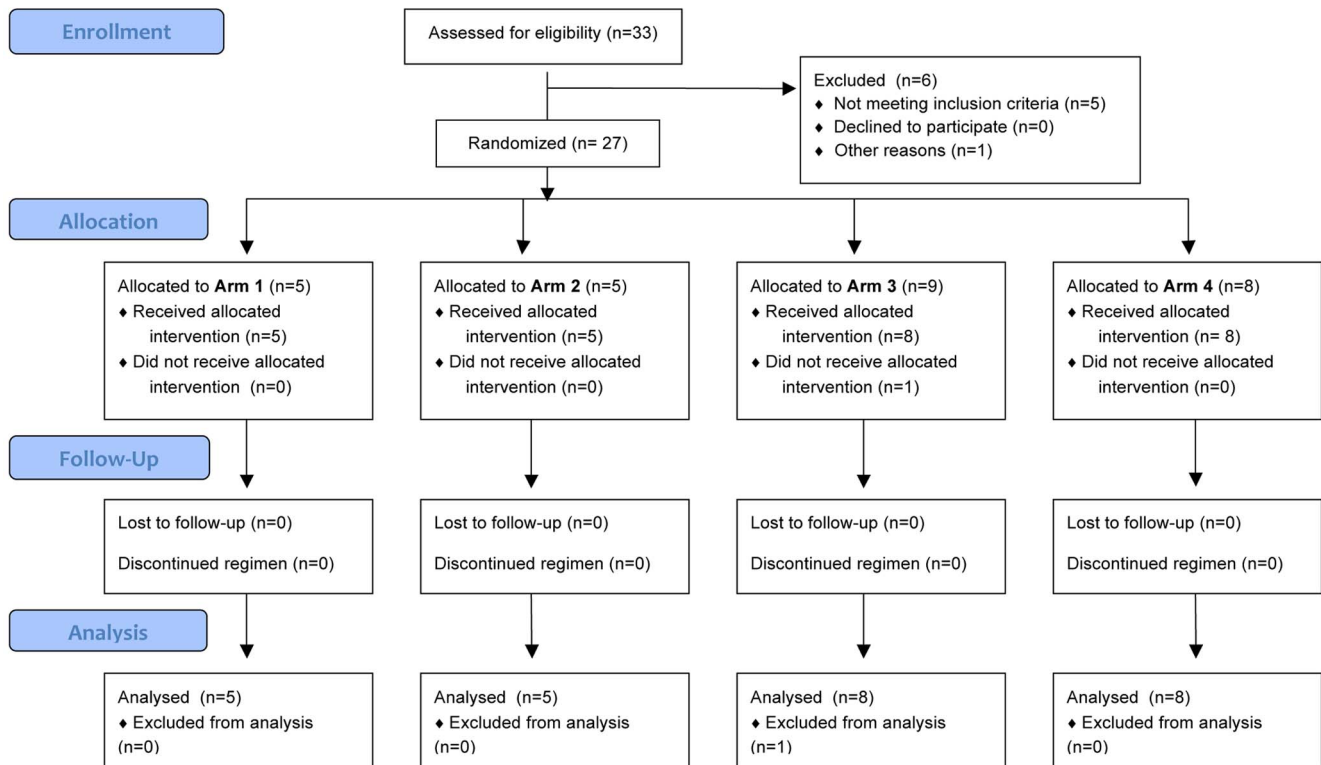 Enrollment
Assessed for eligibility (n=33)
Excluded  (n=6)
♦ Not meeting inclusion criteria (n=5)
♦ Declined to participate (n=0)
♦ Other reasons (n=1)
Randomized (n= 27)
Allocation
Allocated to Arm 1 (n=5)
♦ Received allocated
intervention (n=5)
♦ Did not receive allocated
intervention  (n=0)
Allocated to Arm 2 (n=5)
♦ Received allocated
intervention (n=5)
♦ Did not receive allocated
intervention (n=0)
Allocated to Arm 3 (n=9)
♦ Received allocated
intervention (n=8)
♦ Did not receive allocated
intervention (n=1)
Allocated to Arm 4 (n=8)
♦ Received allocated
intervention (n= 8)
♦ Did not receive allocated
intervention (n=0)
Follow-Up
Lost to follow-up (n=0)
Discontinued regimen (n=0)
Lost to follow-up (n=0)
Discontinued regimen (n=0)
Lost to follow-up (n=0)
Discontinued regimen (n=0)
Lost to follow-up (n=0)
Discontinued regimen (n=0)
Analysis
Analysed  (n=5)
♦ Excluded from analysis
(n=0)
Analysed  (n=5)
♦ Excluded from analysis
(n=0)
Analysed  (n=8)
♦ Excluded from analysis
(n=1)
Analysed  (n=8)
♦ Excluded from analysis
(n=0)